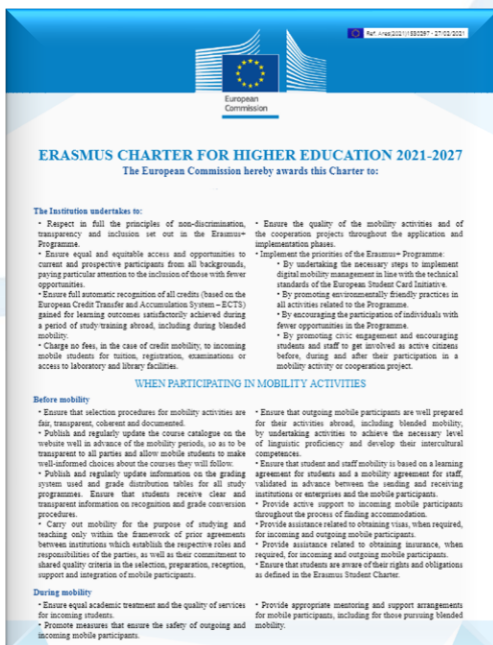 Ref. Ares(2021)1580297 - 27/02/2021
European
Commission
ERASMUS CHARTER FOR HIGHER EDUCATION 2021-2027
The European Commission hereby awards this Charter to:
The Institution undertakes to:
• Respect in full the principles of non-discrimination,
transparency and inclusion set out in the Erasmus+
Programme.
• Ensure equal and equitable access and opportunities to
current and prospective participants from all backgrounds,
paying particular attention to the inclusion of those with fewer
opportunities.
• Ensure full automatic recognition of all credits (based on the
European Credit Transfer and Accumulation System – ECTS)
gained for learning outcomes satisfactorily achieved during
a period of study/training abroad, including during blended
mobility.
• Charge no fees, in the case of credit mobility, to incoming
mobile students for tuition, registration, examinations or
access to laboratory and library facilities.
• Ensure the quality of the mobility activities and of
the cooperation projects throughout the application and
implementation phases.
• Implement the priorities of the Erasmus+ Programme:
• By undertaking the necessary steps to implement
digital mobility management in line with the technical
standards of the European Student Card Initiative.
• By promoting environmentally friendly practices in
all activities related to the Programme.
• By encouraging the participation of individuals with
fewer opportunities in the Programme.
• By promoting civic engagement and encouraging
students and staff to get involved as active citizens
before, during and after their participation in a
mobility activity or cooperation project.
WHEN PARTICIPATING IN MOBILITY ACTIVITIES
Before mobility
• Ensure that selection procedures for mobility activities are
fair, transparent, coherent and documented.
• Publish and regularly update the course catalogue on the
website well in advance of the mobility periods, so as to be
transparent to all parties and allow mobile students to make
well-informed choices about the courses they will follow.
• Publish and regularly update information on the grading
system used and grade distribution tables for all study
programmes. Ensure that students receive clear and
transparent information on recognition and grade conversion
procedures.
• Carry out mobility for the purpose of studying and
teaching only within the framework of prior agreements
between institutions which establish the respective roles and
responsibilities of the parties, as well as their commitment to
shared quality criteria in the selection, preparation, reception,
support and integration of mobile participants.
• Ensure that outgoing mobile participants are well prepared
for their activities abroad, including blended mobility,
by undertaking activities to achieve the necessary level
of linguistic proficiency and develop their intercultural
competences.
• Ensure that student and staff mobility is based on a learning
agreement for students and a mobility agreement for staff,
validated in advance between the sending and receiving
institutions or enterprises and the mobile participants.
• Provide active support to incoming mobile participants
throughout the process of finding accommodation.
• Provide assistance related to obtaining visas, when required,
for incoming and outgoing mobile participants.
• Provide assistance related to obtaining insurance, when
required, for incoming and outgoing mobile participants.
• Ensure that students are aware of their rights and obligations
as defined in the Erasmus Student Charter.
During mobility
• Ensure equal academic treatment and the quality of services
for incoming students.
• Promote measures that ensure the safety of outgoing and
incoming mobile participants.
• Provide appropriate mentoring and support arrangements
for mobile participants, including for those pursuing blended
mobility.